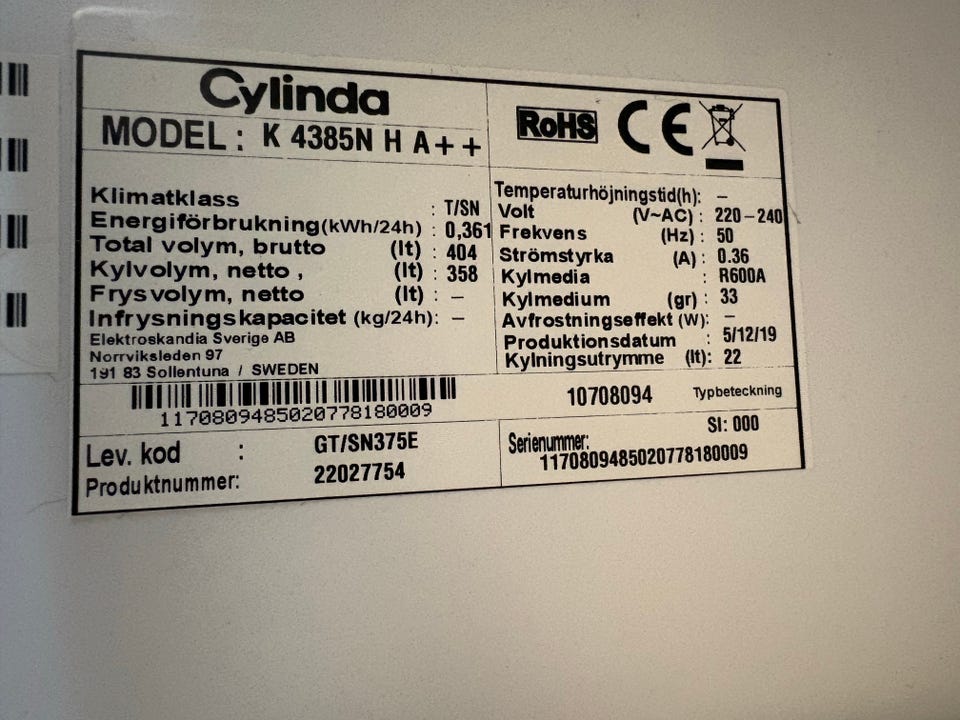 Cylinda
MODEL : K 4385N H A++
RoHS CE
Klimatklass : T/SN
Energiförbrukning(kWh/24h) : 0,361
Total volym, brutto (lt) : 404
Kylvolym, netto , (lt) : 358
Frysvolym, netto (lt) : –
Infrysningskapacitet (kg/24h): –
Elektroskandia Sverige AB
Norrviksleden 97
191 83 Sollentuna / SWEDEN
1170809485020778180009
Temperaturhöjningstid(h): –
Volt (V~AC) : 220-240
Frekvens (Hz) : 50
Strömstyrka (A) : 0.36
Kylmedia : R600A
Kylmedium (gr) : 33
Avfrostningseffekt (W): –
Produktionsdatum : 5/12/19
Kylningsutrymme (lt): 22
10708094 Typbeteckning
Lev. kod : GT/SN375E
Produktnummer: 22027754
SI: 000
Serienummer:
1170809485020778180009